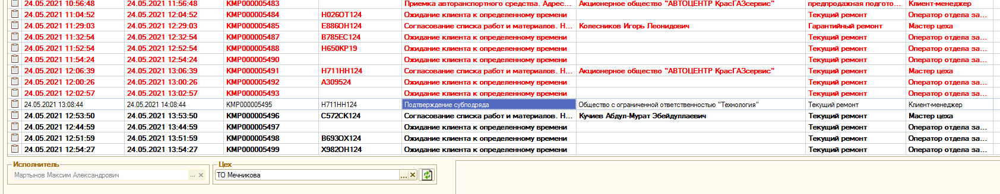 24.05.2021 10:56:48 24.05.2021 11:56:48 КМР000005483 Приемка авторанспортного средства. Адрес... Акционерное общество "АВТОЦЕНТР КрасГАЗсервис" предпродажная подгото... Клиент-менеджер
24.05.2021 11:04:52 24.05.2021 12:04:52 КМР000005484 Н026ОТ124 Ожидание клиента к определенному времени Текущий ремонт Оператор отдела за...
24.05.2021 11:29:03 24.05.2021 12:29:03 КМР000005485 Е886ОН124 Согласование списка работ и материалов. Н... Колесников Игорь Леонидович Гарантийный ремонт Мастер цеха
24.05.2021 11:32:54 24.05.2021 12:32:54 КМР000005487 В785ЕС124 Ожидание клиента к определенному времени Текущий ремонт Оператор отдела за...
24.05.2021 11:52:54 24.05.2021 12:52:54 КМР000005488 Н650КР19 Ожидание клиента к определенному времени Текущий ремонт Оператор отдела за...
24.05.2021 11:54:24 24.05.2021 12:54:24 КМР000005490 Ожидание клиента к определенному времени Текущий ремонт Оператор отдела за...
24.05.2021 12:06:39 24.05.2021 13:06:39 КМР000005491 Н711НН124 Согласование списка работ и материалов. Н... Акционерное общество "АВТОЦЕНТР КрасГАЗсервис" Текущий ремонт Мастер цеха
24.05.2021 12:00:26 24.05.2021 13:00:26 КМР000005492 А309524 Ожидание клиента к определенному времени Текущий ремонт Оператор отдела за...
24.05.2021 12:02:57 24.05.2021 13:02:57 КМР000005493 Ожидание клиента к определенному времени Текущий ремонт Оператор отдела за...
24.05.2021 13:08:44 24.05.2021 14:08:44 КМР000005495 Н711НН124 Подтверждение субподряда Общество с ограниченной ответственностью "Технология" Текущий ремонт Клиент-менеджер
24.05.2021 12:53:50 24.05.2021 13:53:50 КМР000005496 С572СК124 Согласование списка работ и материалов. Н... Кучиев Абдул-Мурат Эбейдуллаевич Текущий ремонт Мастер цеха
24.05.2021 12:44:59 24.05.2021 13:44:59 КМР000005497 Ожидание клиента к определенному времени Текущий ремонт Оператор отдела за...
24.05.2021 12:51:59 24.05.2021 13:51:59 КМР000005498 В693ОХ124 Ожидание клиента к определенному времени Текущий ремонт Оператор отдела за...
24.05.2021 12:54:27 24.05.2021 13:54:27 КМР000005499 Х982ОН124 Ожидание клиента к определенному времени Текущий ремонт Оператор отдела за...
Исполнитель Цех
Мартынов Максим Александрович ... × ТО Мечникова ... ×